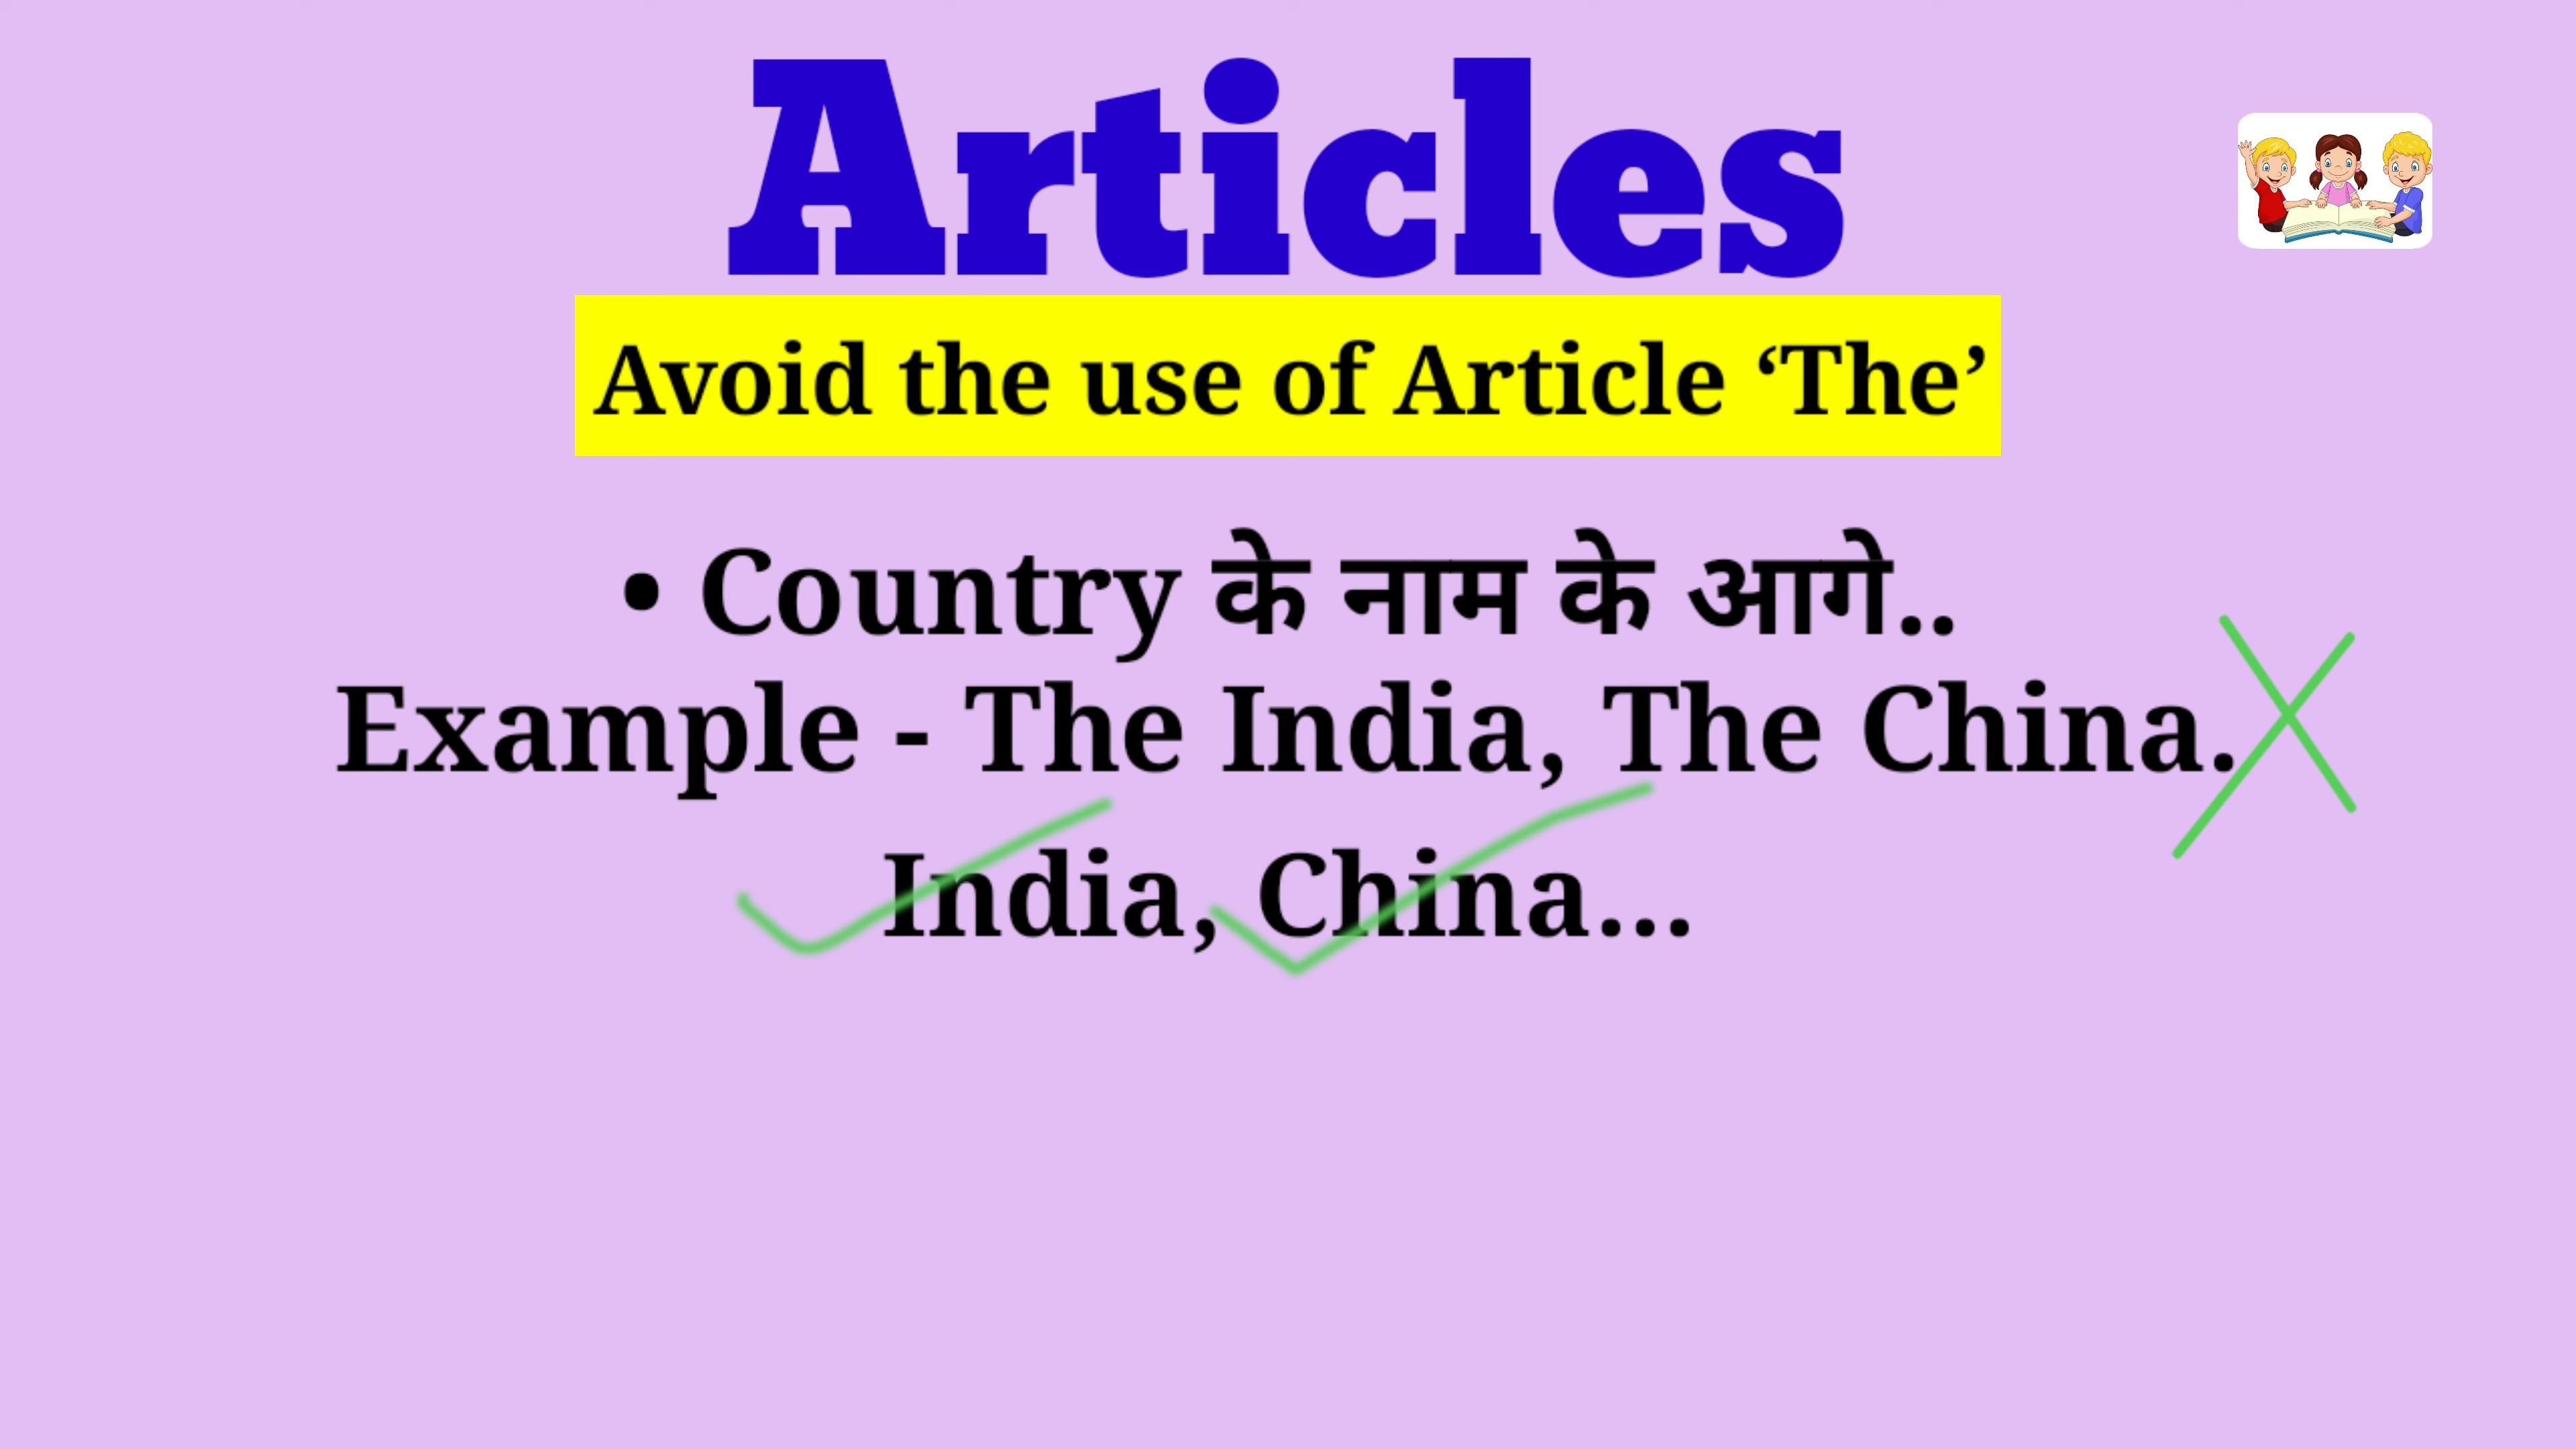 Articles
Avoid the use of Article ‘The’
• Country के नाम के आगे..
Example - The India, The China.
India, China...